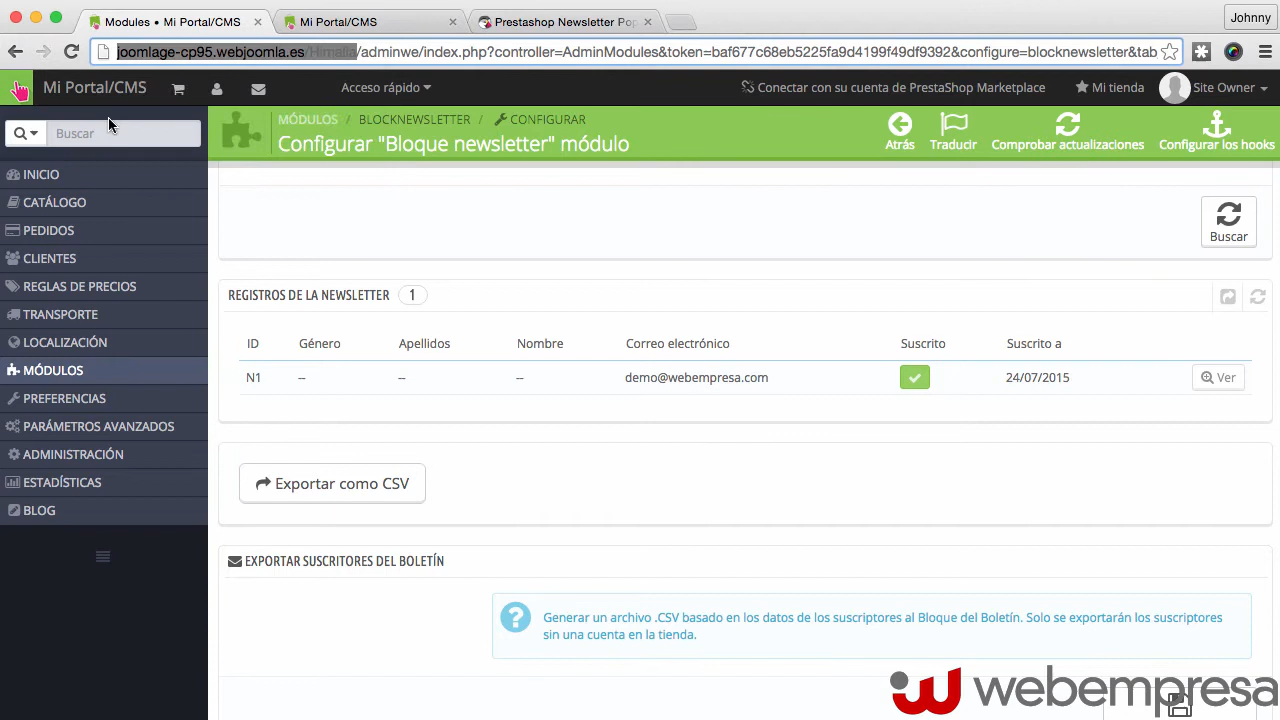 Modules • Mi Portal/CMS
Mi Portal/CMS
Prestashop Newsletter Pop
Johnny
joomlage-cp95.webjoomla.es/Himalia/adminwe/index.php?controller=AdminModules&token=baf677c68eb5225fa9d4199f49df9992&configure=blocknewsletter&tab
Mi Portal/CMS
Acceso rápido
Conectar con su cuenta de PrestaShop Marketplace
Mi tienda
Site Owner
Buscar
MÓDULOS / BLOCKNEWSLETTER / CONFIGURAR
Configurar "Bloque newsletter" módulo
Atrás
Traducir
Comprobar actualizaciones
Configurar los hooks
INICIO
CATÁLOGO
PEDIDOS
CLIENTES
REGLAS DE PRECIOS
TRANSPORTE
LOCALIZACIÓN
MÓDULOS
PREFERENCIAS
PARÁMETROS AVANZADOS
ADMINISTRACIÓN
ESTADÍSTICAS
BLOG
Buscar
REGISTROS DE LA NEWSLETTER 1
ID Género Apellidos Nombre Correo electrónico Suscrito Suscrito a
N1 -- -- -- demo@webempresa.com 24/07/2015 Ver
Exportar como CSV
EXPORTAR SUSCRITORES DEL BOLETÍN
? Generar un archivo .CSV basado en los datos de los suscriptores al Bloque del Boletín. Solo se exportarán los suscriptores
sin una cuenta en la tienda.
webempresa